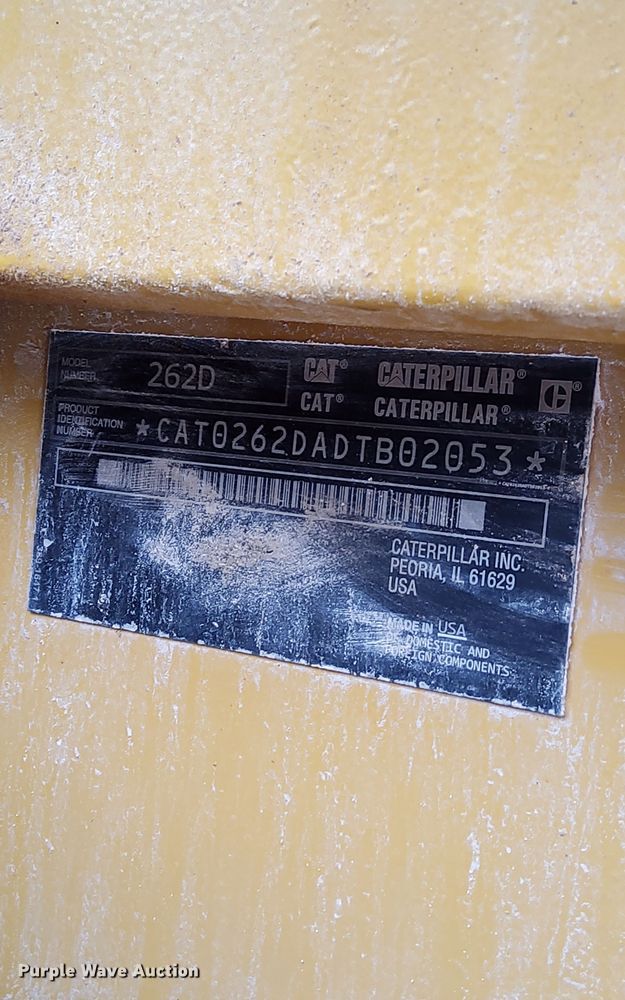 MODEL
NUMBER
262D
CAT®
CATERPILLAR®
CAT®
CATERPILLAR®
C®
PRODUCT
IDENTIFICATION
NUMBER
*CAT0262DADTB02053*
CATERPILLAR INC.
PEORIA, IL 61629
USA
MADE IN USA
DOMESTIC AND
FOREIGN COMPONENTS
Purple Wave Auction